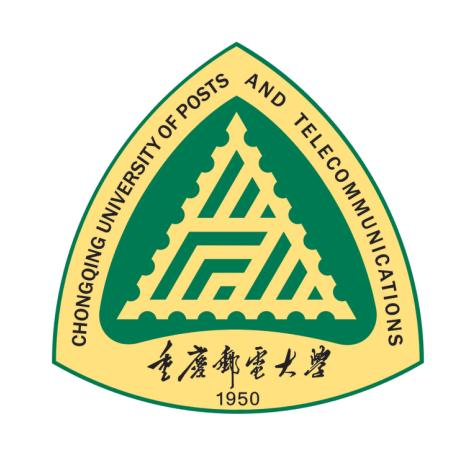 CHONGQING UNIVERSITY OF POSTS AND TELECOMMUNICATIONS
重慶郵電大學
1950